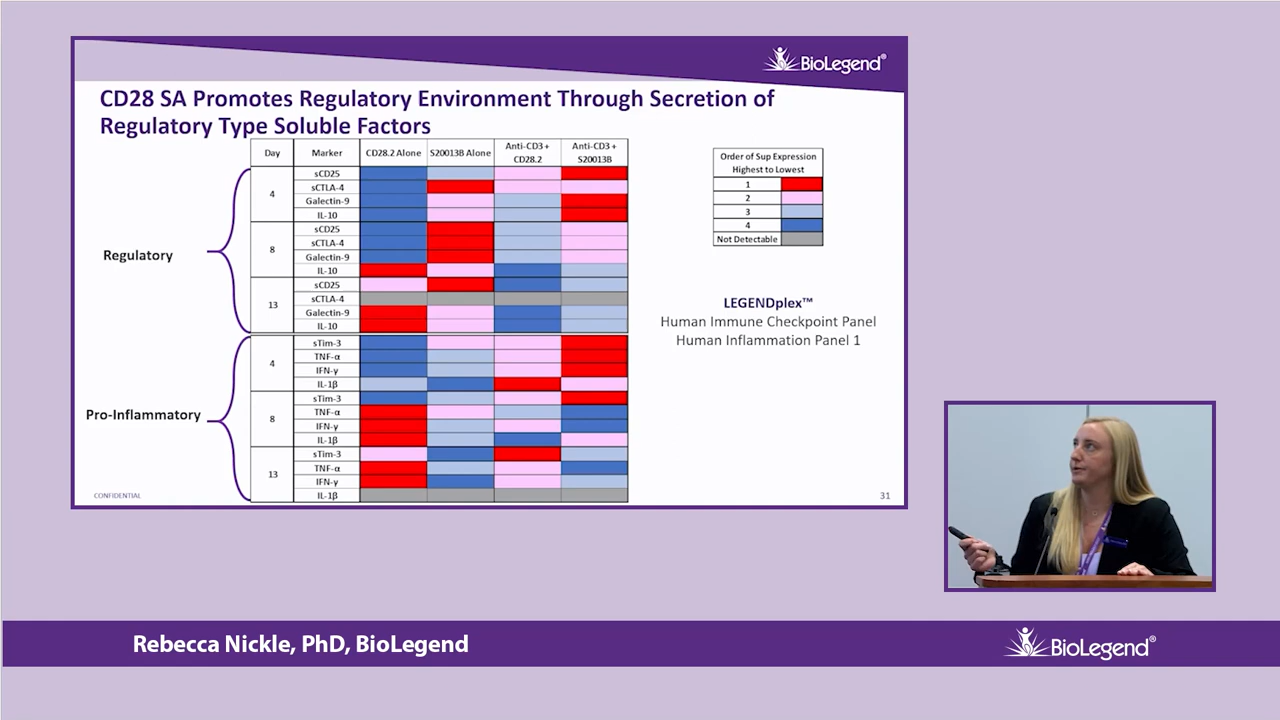 BioLegend®
CD28 SA Promotes Regulatory Environment Through Secretion of
Regulatory Type Soluble Factors
Day Marker CD28.2 Alone S20013B Alone Anti-CD3 + CD28.2 Anti-CD3 + S20013B
Regulatory
4
sCD25
sCTLA-4
Galectin-9
IL-10
8
sCD25
sCTLA-4
Galectin-9
IL-10
13
sCD25
sCTLA-4
Galectin-9
IL-10
Pro-Inflammatory
4
sTim-3
TNF-α
IFN-γ
IL-1β
8
sTim-3
TNF-α
IFN-γ
IL-1β
13
sTim-3
TNF-α
IFN-γ
IL-1β
Order of Sup Expression
Highest to Lowest
1
2
3
4
Not Detectable
LEGENDplex™
Human Immune Checkpoint Panel
Human Inflammation Panel 1
CONFIDENTIAL
31
Rebecca Nickle, PhD, BioLegend
BioLegend®